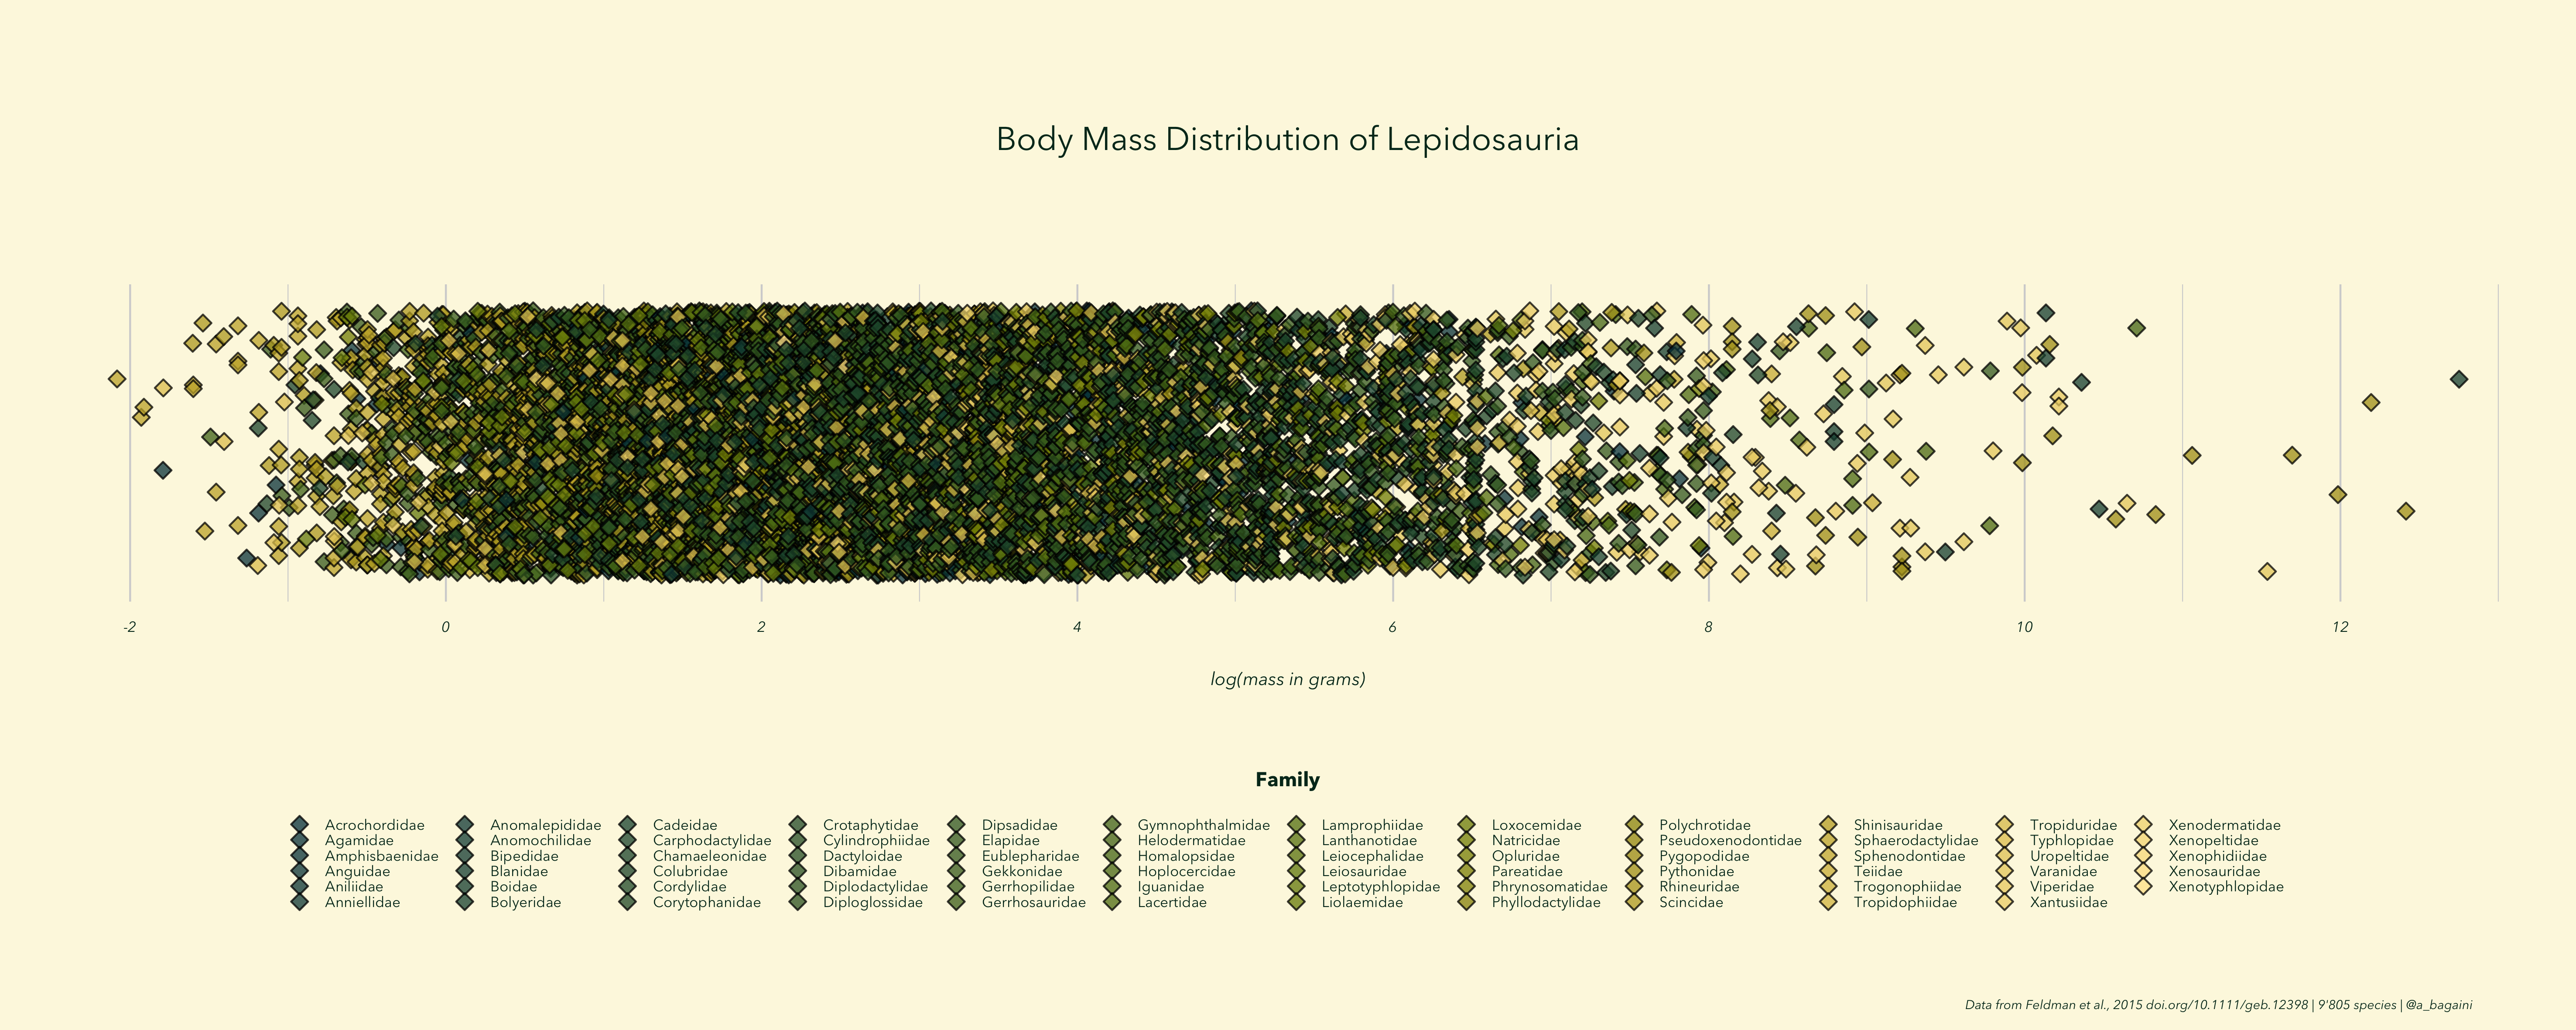 Body Mass Distribution of Lepidosauria
-2 0 2 4 6 8 10 12
log(mass in grams)
Family
Acrochordidae Anomalepididae Cadeidae Crotaphytidae Dipsadidae Gymnophthalmidae Lamprophiidae Loxocemidae Polychrotidae Shinisauridae Tropiduridae Xenodermatidae
Agamidae Anomochilidae Carphodactylidae Cylindrophiidae Elapidae Helodermatidae Lanthanotidae Natricidae Pseudoxenodontidae Sphaerodactylidae Typhlopidae Xenopeltidae
Amphisbaenidae Bipedidae Chamaeleonidae Dactyloidae Eublepharidae Homalopsidae Leiocephalidae Opluridae Pygopodidae Sphenodontidae Uropeltidae Xenophidiidae
Anguidae Blanidae Colubridae Dibamidae Gekkonidae Hoplocercidae Leiosauridae Pareatidae Pythonidae Teiidae Varanidae Xenosauridae
Aniliidae Boidae Cordylidae Diplodactylidae Gerrhopilidae Iguanidae Leptotyphlopidae Phrynosomatidae Rhineuridae Trogonophiidae Viperidae Xenotyphlopidae
Anniellidae Bolyeridae Corytophanidae Diploglossidae Gerrhosauridae Lacertidae Liolaemidae Phyllodactylidae Scincidae Tropidophiidae Xantusiidae
Data from Feldman et al., 2015 doi.org/10.1111/geb.12398 | 9'805 species | @a_bagaini